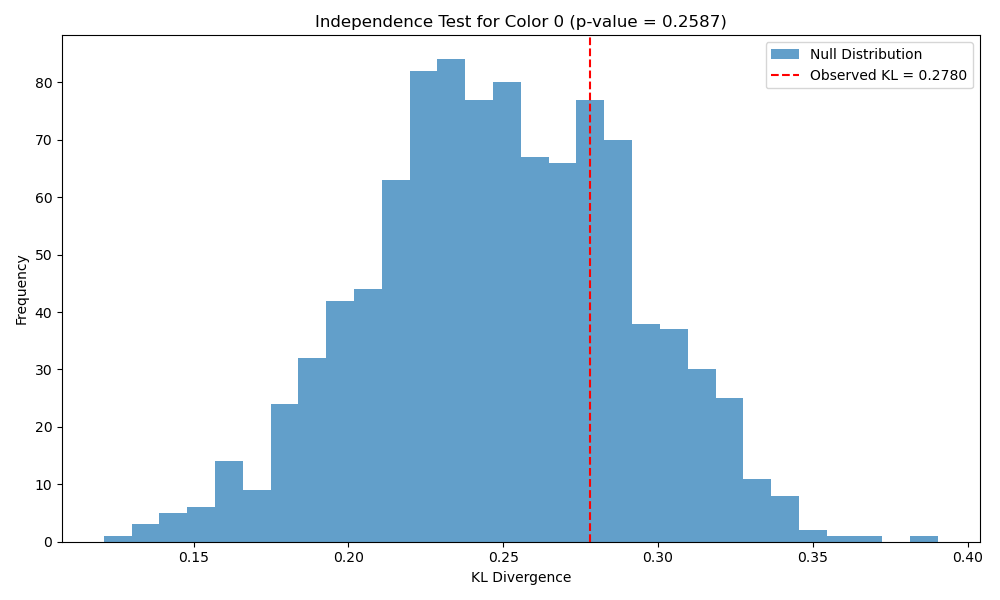 Independence Test for Color 0 (p-value = 0.2587)
Null Distribution
Observed KL = 0.2780
Frequency
80
70
60
50
40
30
20
10
0
0.15 0.20 0.25 0.30 0.35 0.40
KL Divergence